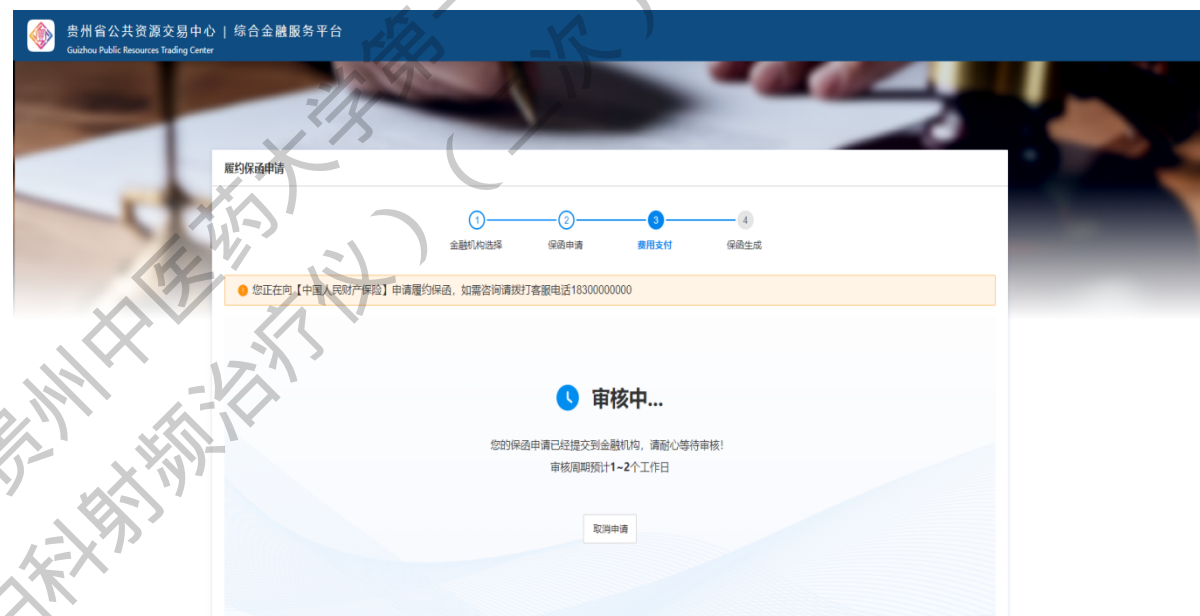 贵州省公共资源交易中心 | 综合金融服务平台
Guizhou Public Resources Trading Center
履约保函申请
1 2 3 4
金融机构选择 保函申请 费用支付 保函生成
您正在向【中国人民财产保险】申请履约保函，如需咨询请拨打客服电话18300000000
审核中...
您的保函申请已经提交到金融机构，请耐心等待审核！
审核周期预计1~2个工作日
取消申请
贵州中医药大学第二
科射频治疗仪）（二次）